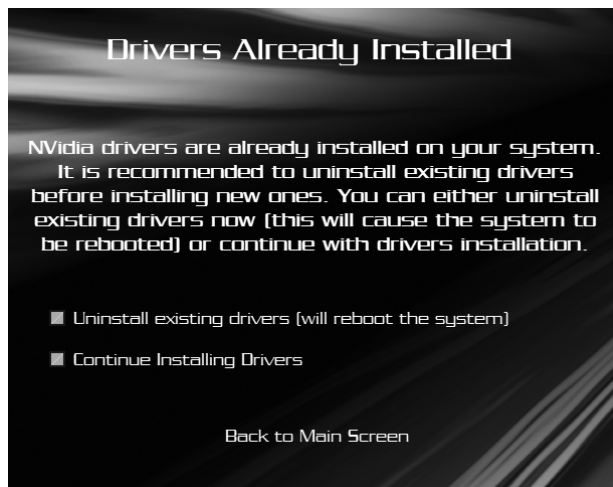 Drivers Already Installed
NVidia drivers are already installed on your system.
It is recommended to uninstall existing drivers
before installing new ones. You can either uninstall
existing drivers now (this will cause the system to
be rebooted) or continue with drivers installation.
Uninstall existing drivers (will reboot the system)
Continue Installing Drivers
Back to Main Screen